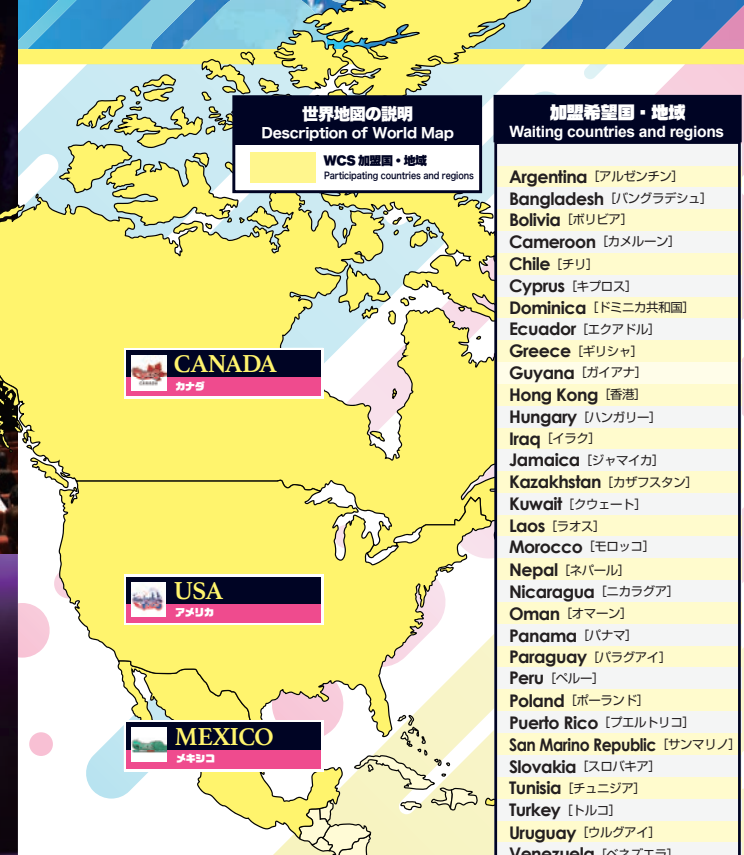 世界地図の説明
Description of World Map
WCS 加盟国・地域
Participating countries and regions
CANADA
カナダ
USA
アメリカ
MEXICO
メキシコ
加盟希望国・地域
Waiting countries and regions
Argentina [アルゼンチン]
Bangladesh [バングラデシュ]
Bolivia [ボリビア]
Cameroon [カメルーン]
Chile [チリ]
Cyprus [キプロス]
Dominica [ドミニカ共和国]
Ecuador [エクアドル]
Greece [ギリシャ]
Guyana [ガイアナ]
Hong Kong [香港]
Hungary [ハンガリー]
Iraq [イラク]
Jamaica [ジャマイカ]
Kazakhstan [カザフスタン]
Kuwait [クウェート]
Laos [ラオス]
Morocco [モロッコ]
Nepal [ネパール]
Nicaragua [ニカラグア]
Oman [オマーン]
Panama [パナマ]
Paraguay [パラグアイ]
Peru [ペルー]
Poland [ポーランド]
Puerto Rico [プエルトリコ]
San Marino Republic [サンマリノ]
Slovakia [スロバキア]
Tunisia [チュニジア]
Turkey [トルコ]
Uruguay [ウルグアイ]
Venezuela [ベネズエラ]